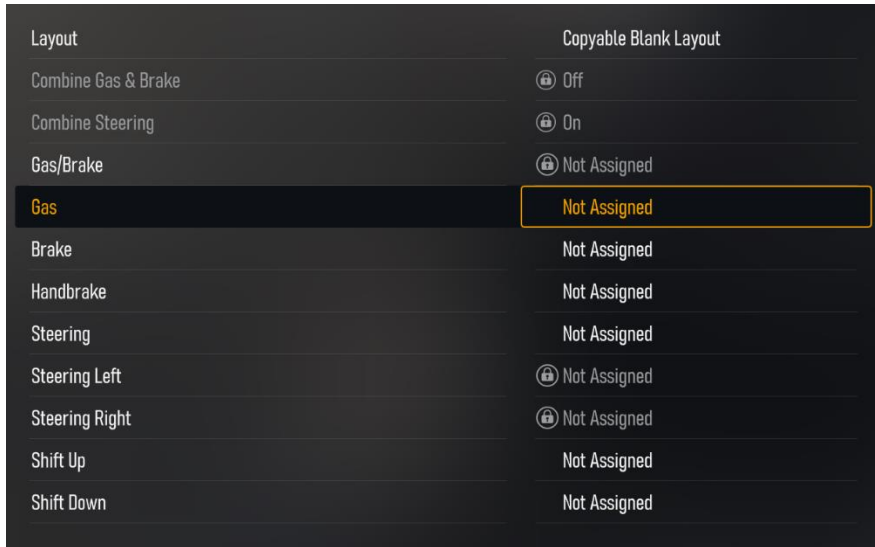 Layout Copyable Blank Layout
Combine Gas & Brake Off
Combine Steering On
Gas/Brake Not Assigned
Gas Not Assigned
Brake Not Assigned
Handbrake Not Assigned
Steering Not Assigned
Steering Left Not Assigned
Steering Right Not Assigned
Shift Up Not Assigned
Shift Down Not Assigned